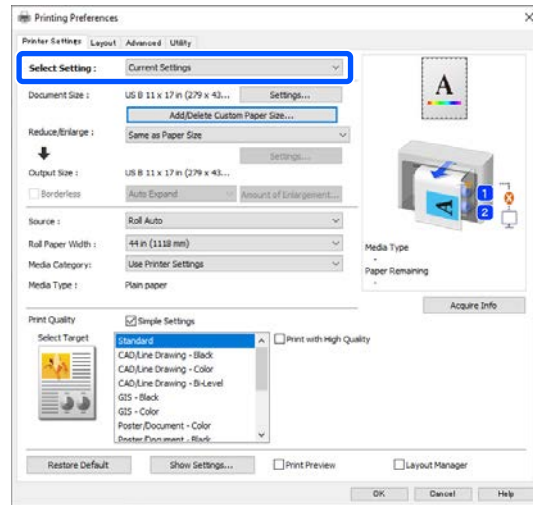 Printing Preferences
Printer Settings Layout Advanced Utility
Select Setting : Current Settings
Document Size : US B 11 x 17 in (279 x 43... Settings...
Add/Delete Custom Paper Size...
Reduce/Enlarge : Same as Paper Size
Settings...
Output Size : US B 11 x 17 in (279 x 43...
Borderless Auto Expand Amount of Enlargement...
Source : Roll Auto
Roll Paper Width : 44 in (1118 mm)
Media Category: Use Printer Settings
Media Type : Plain paper
A
A
1
2
Media Type
-
Paper Remaining
-
Acquire Info
Print Quality Simple Settings
Select Target Standard Print with High Quality
CAD/Line Drawing - Black
CAD/Line Drawing - Color
CAD/Line Drawing - Bi-Level
GIS - Black
GIS - Color
Poster/Document - Color
Poster/Document - Black
Restore Default Show Settings... Print Preview Layout Manager
OK Cancel Help